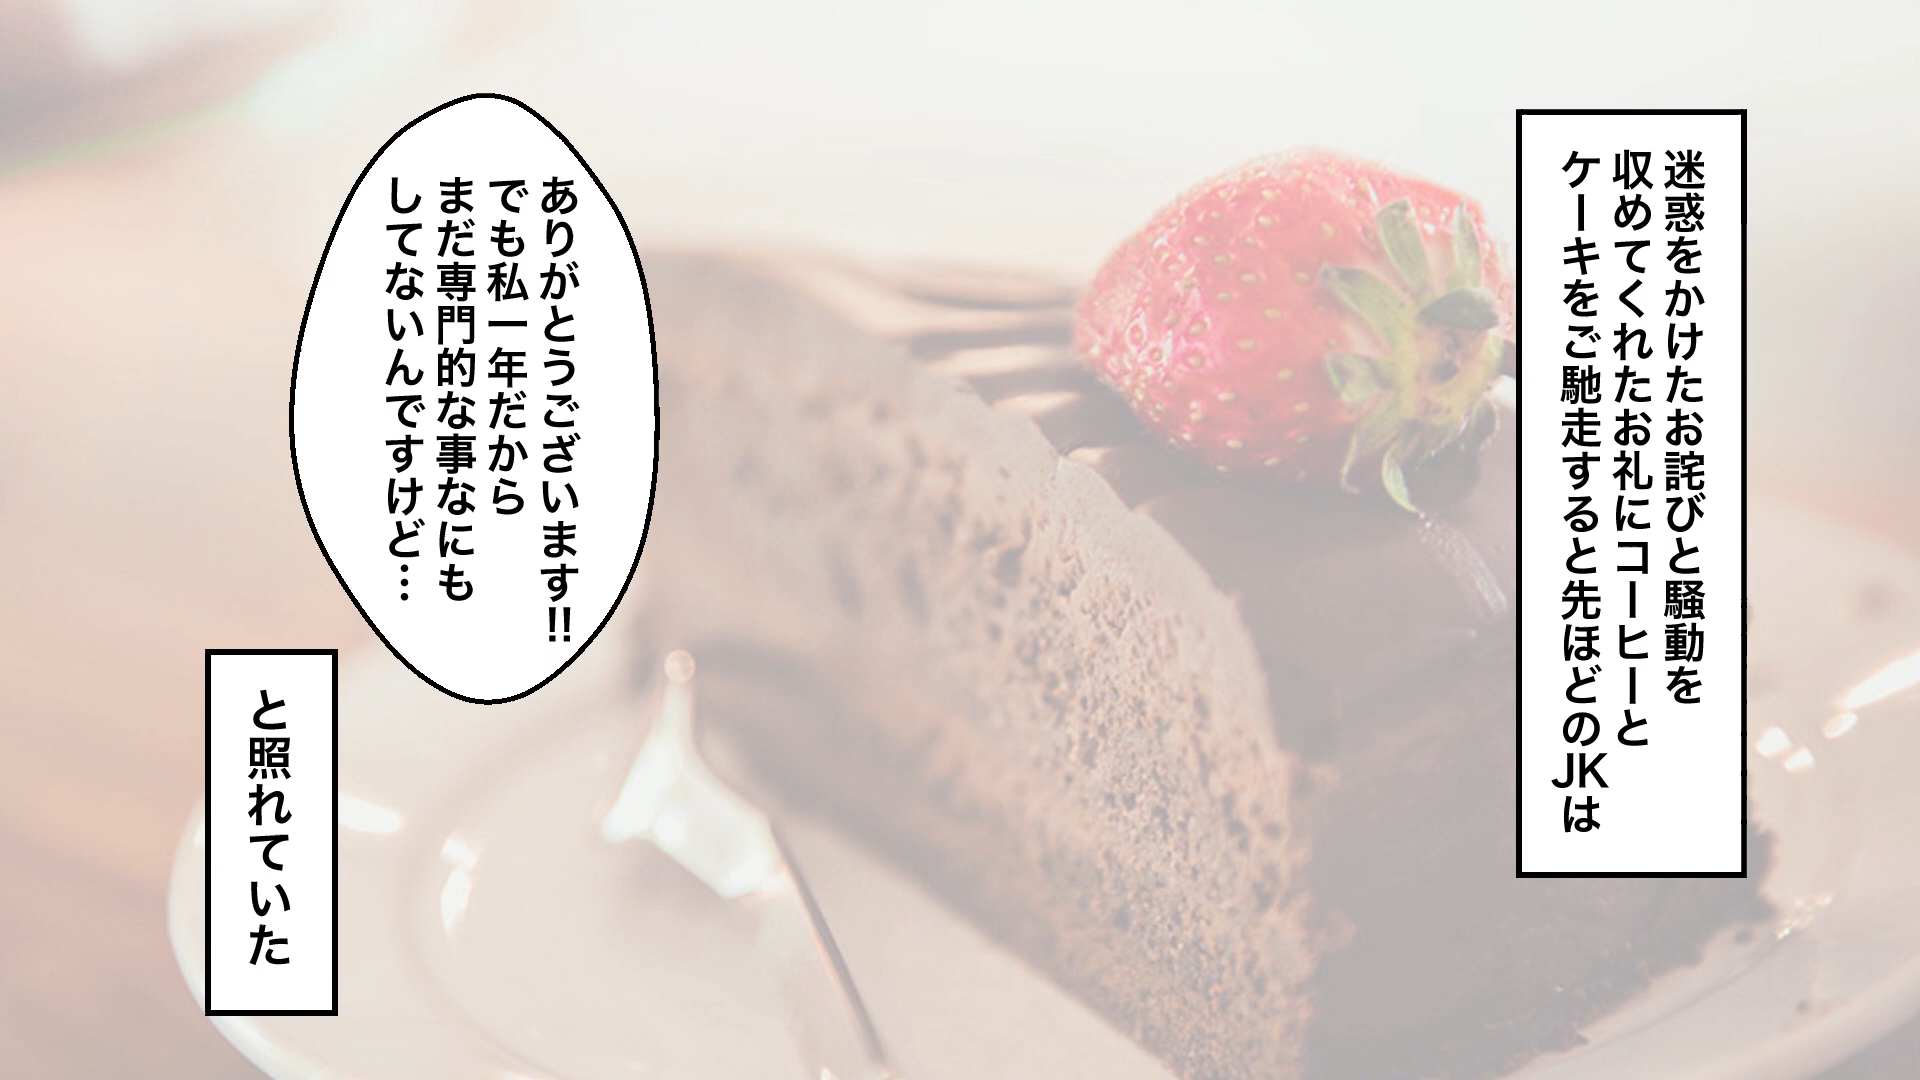 迷惑をかけたお詫びと騒動を
収めてくれたお礼にコーヒーと
ケーキをご馳走すると先ほどのJKは
ありがとうございます!!
でも私一年だから
まだ専門的な事なにも
してないんですけど…
と照れていた